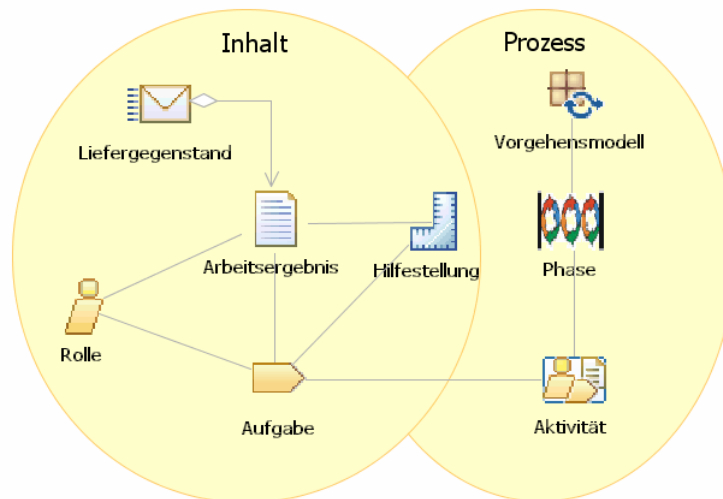 Inhalt
Prozess
Liefergegenstand
Vorgehensmodell
Arbeitsergebnis
Hilfestellung
Phase
Rolle
Aufgabe
Aktivität